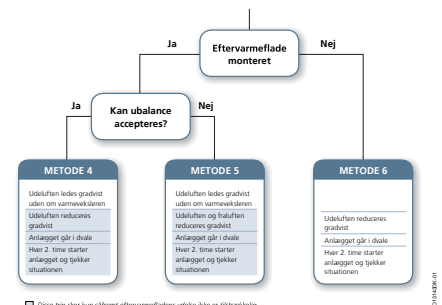 Ja
Eftervarmeflade
monteret
Nej
Ja
Kan ubalance
accepteres?
Nej
METODE 4
Udeluften ledes gradvist
uden om varmeveksleren
Udeluften reduceres
gradvist
Anlægget går i dvale
Hver 2. time starter
anlægget og tjekker
situationen
METODE 5
Udeluften ledes gradvist
uden om varmeveksleren
Udeluften og fraluften
reduceres gradvist
Anlægget går i dvale
Hver 2. time starter
anlægget og tjekker
situationen
METODE 6
Udeluften reduceres
gradvist
Anlægget går i dvale
Hver 2. time starter
anlægget og tjekker
situationen